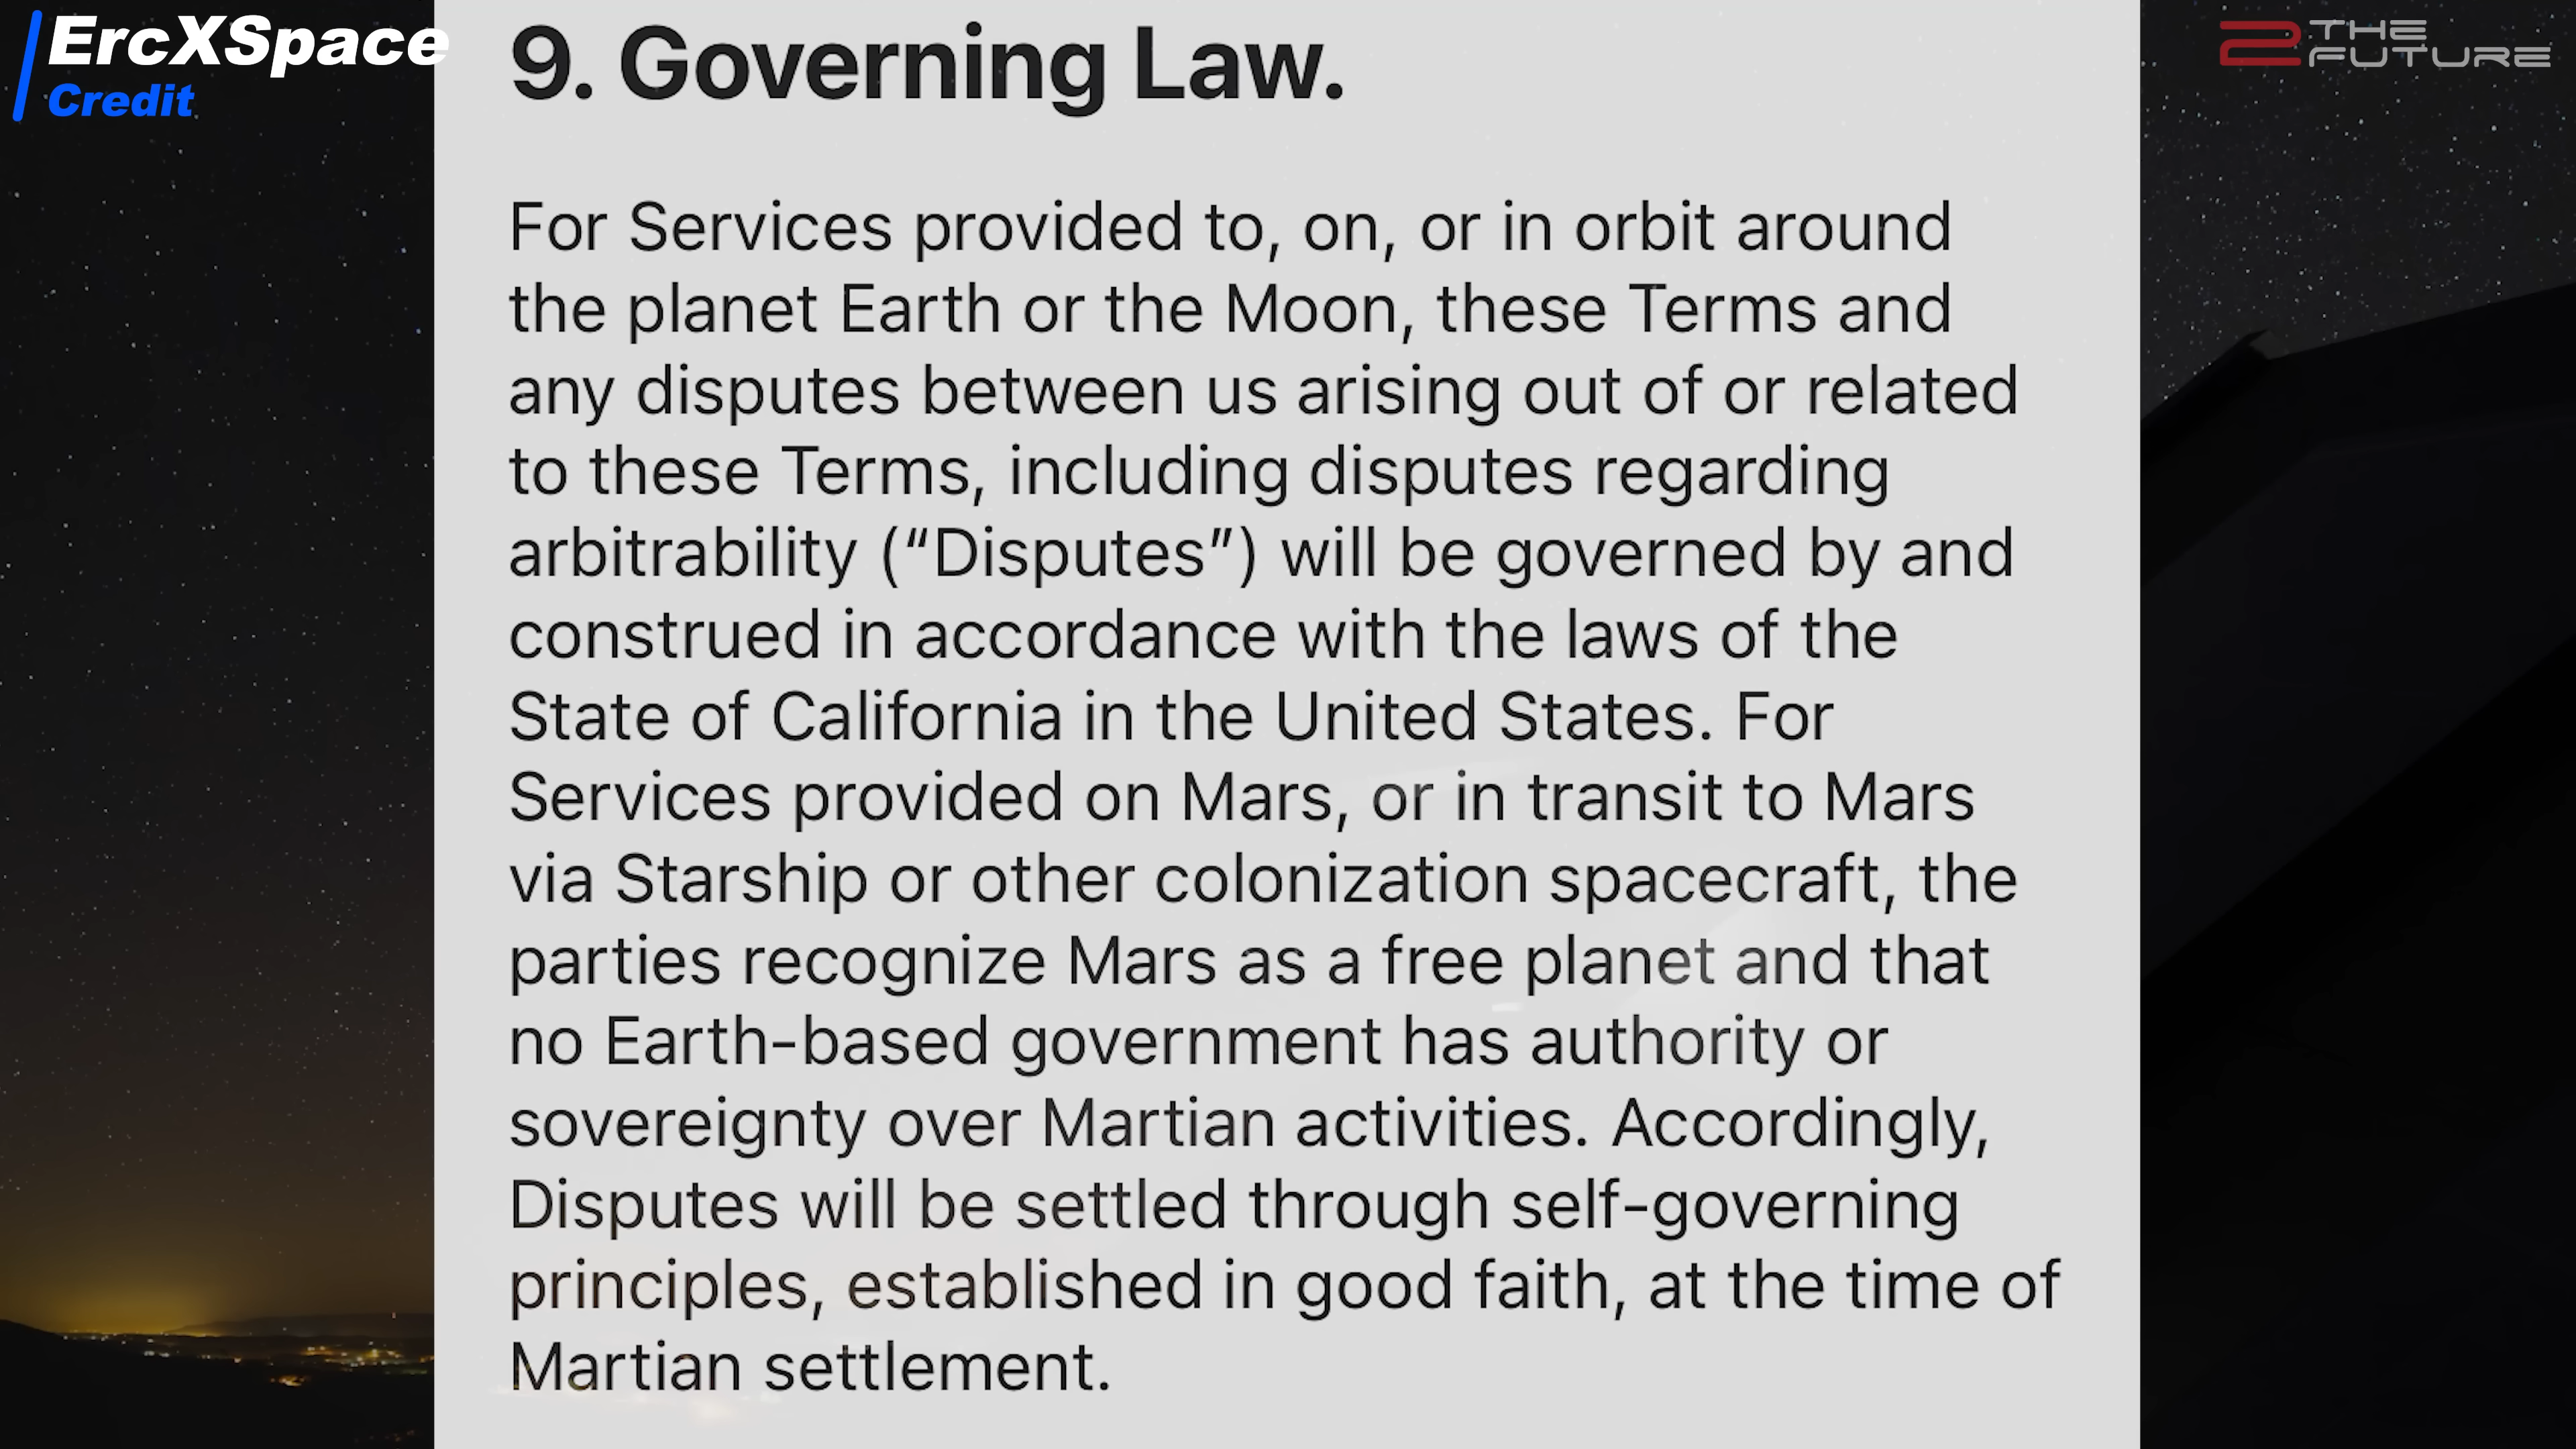 ErcXSpace
Credit
2 THE
FUTURE
9. Governing Law.
For Services provided to, on, or in orbit around
the planet Earth or the Moon, these Terms and
any disputes between us arising out of or related
to these Terms, including disputes regarding
arbitrability (“Disputes”) will be governed by and
construed in accordance with the laws of the
State of California in the United States. For
Services provided on Mars, or in transit to Mars
via Starship or other colonization spacecraft, the
parties recognize Mars as a free planet and that
no Earth-based government has authority or
sovereignty over Martian activities. Accordingly,
Disputes will be settled through self-governing
principles, established in good faith, at the time of
Martian settlement.